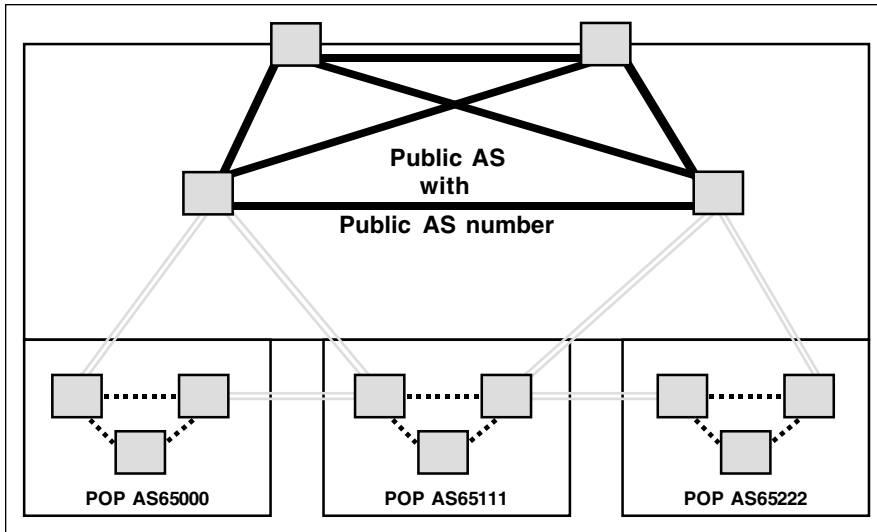 Public AS
with
Public AS number
POP AS65000
POP AS65111
POP AS65222